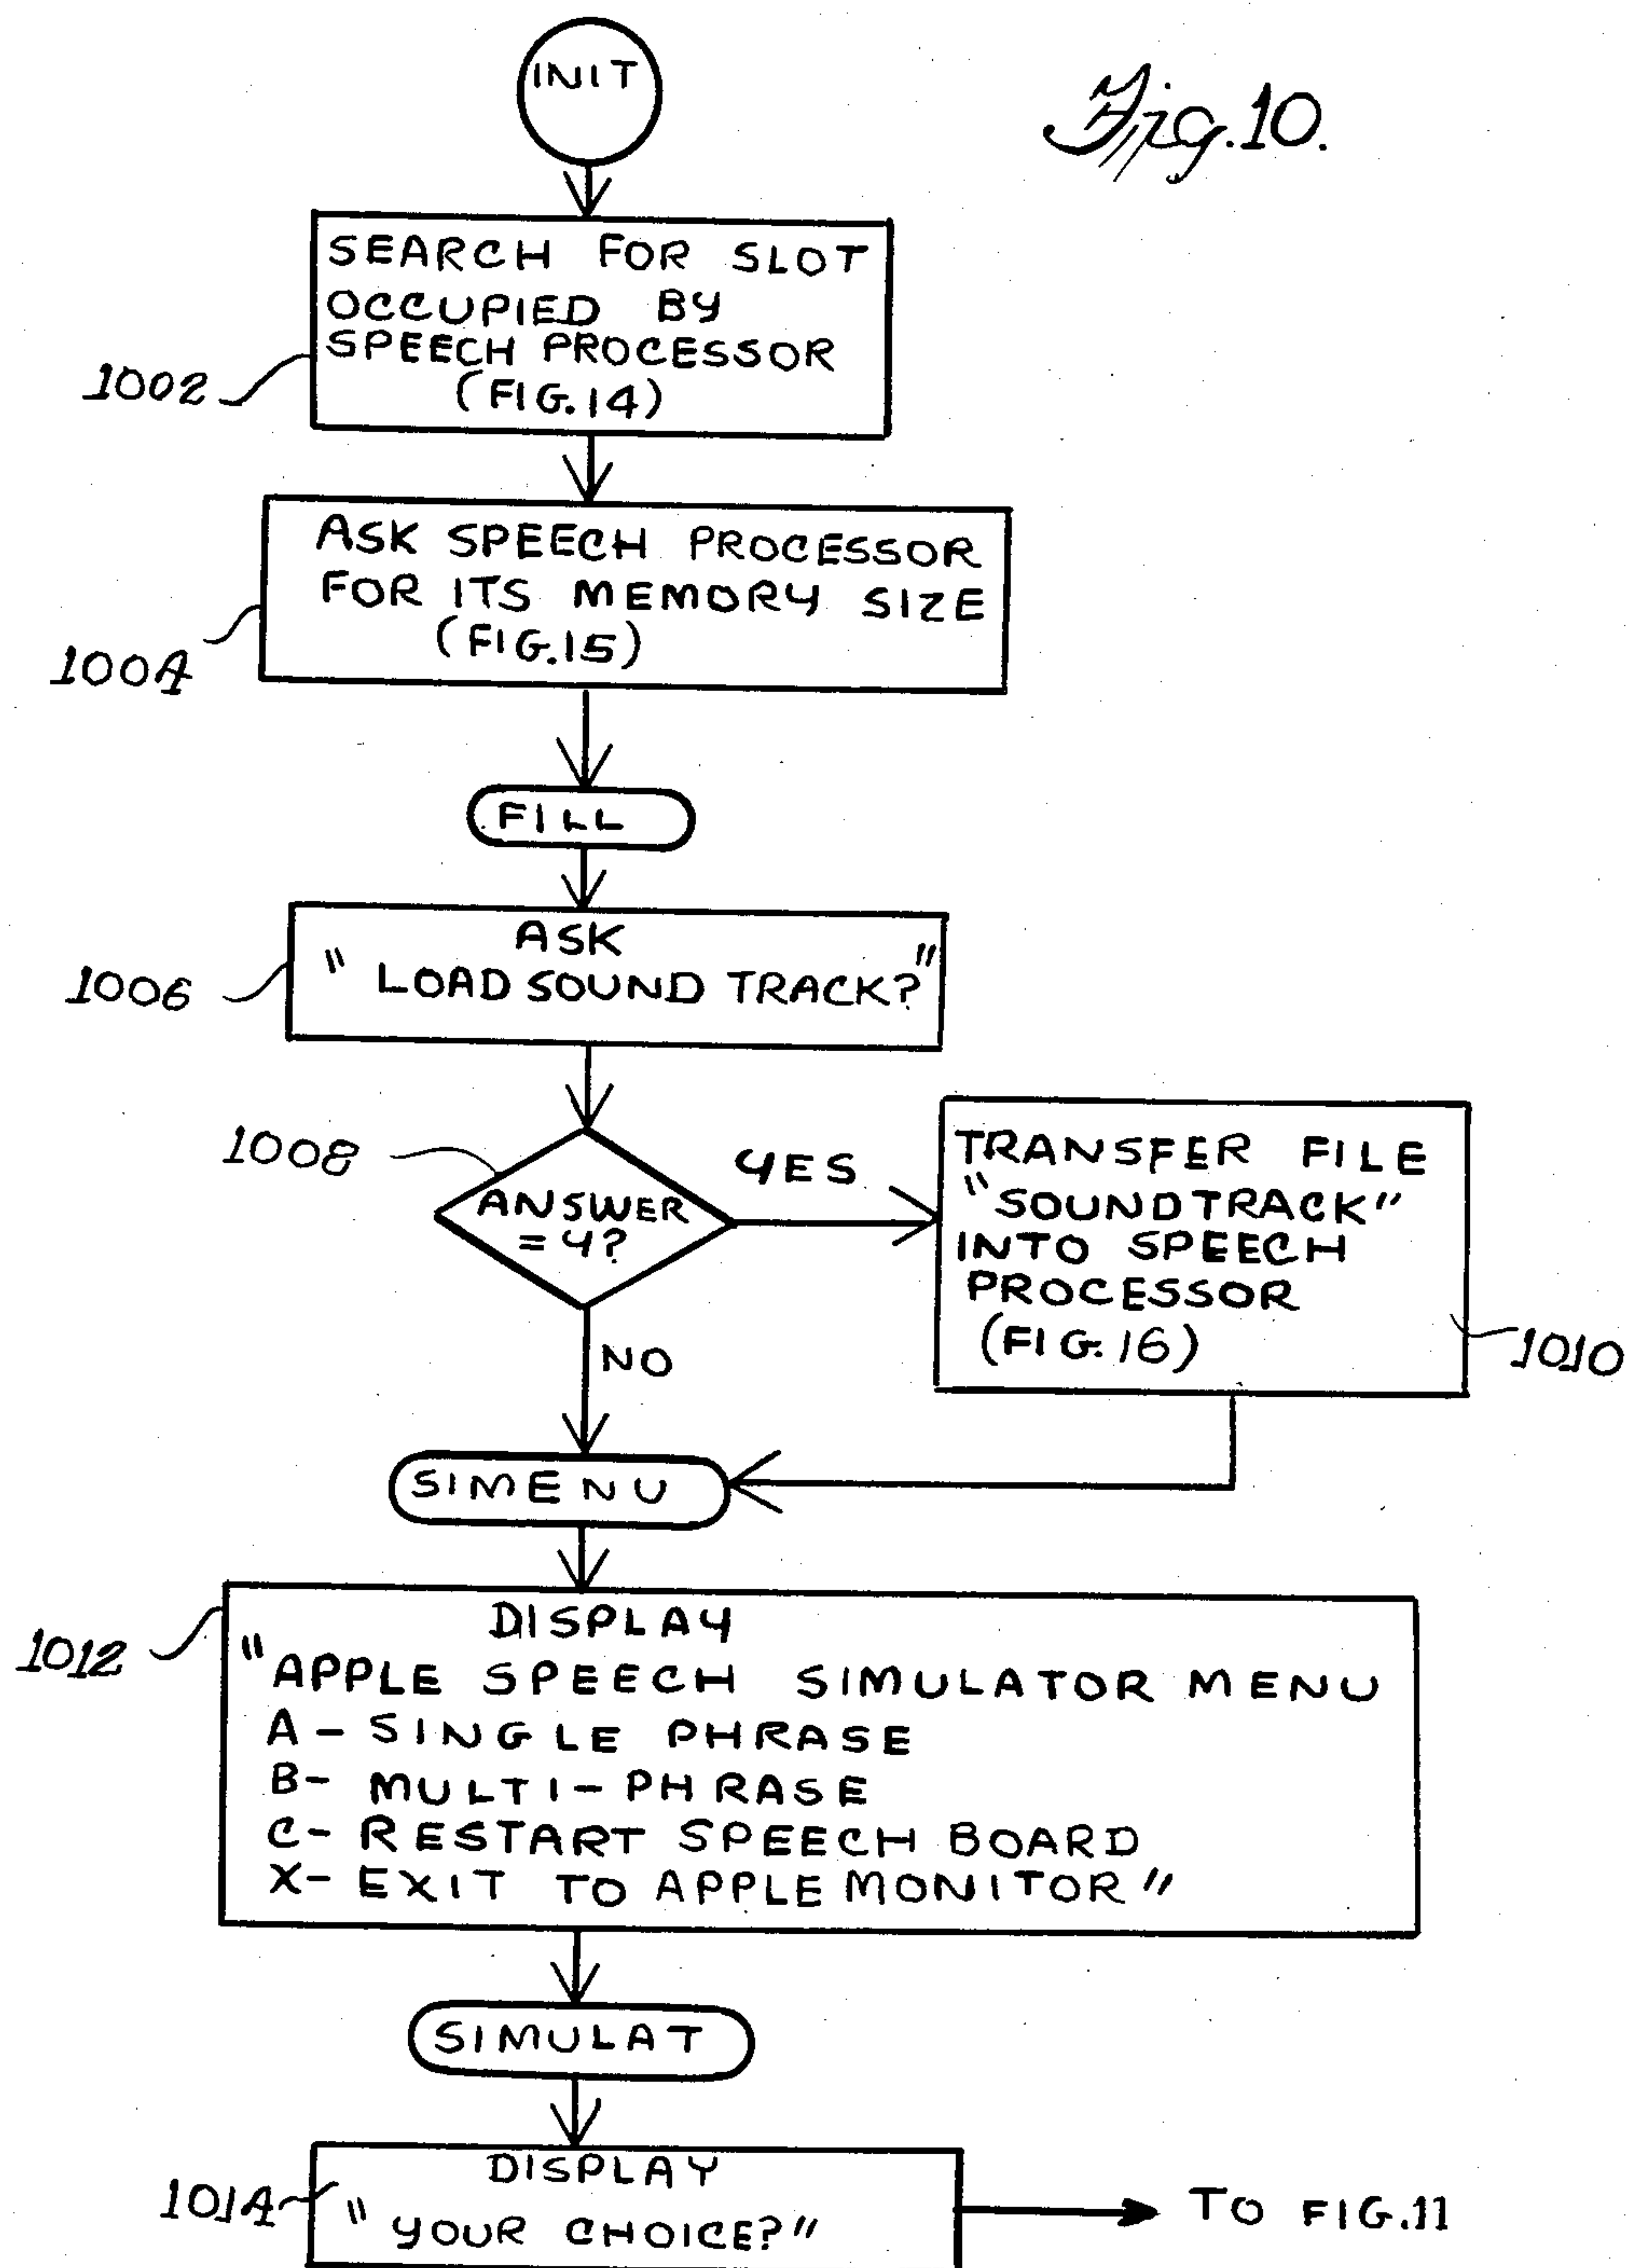 INIT
Fig. 10.
SEARCH FOR SLOT
OCCUPIED BY
SPEECH PROCESSOR
(FIG. 14)
1002
ASK SPEECH PROCESSOR
FOR ITS MEMORY SIZE
(FIG. 15)
1004
FILL
ASK
" LOAD SOUND TRACK? "
1006
1008
ANSWER
= Y?
YES
TRANSFER FILE
"SOUNDTRACK"
INTO SPEECH
PROCESSOR
(FIG. 16)
1010
NO
SIMENU
1012
DISPLAY
"APPLE SPEECH SIMULATOR MENU
A - SINGLE PHRASE
B - MULTI-PHRASE
C - RESTART SPEECH BOARD
X - EXIT TO APPLE MONITOR"
SIMULAT
1014
DISPLAY
" YOUR CHOICE?"
TO FIG. 11